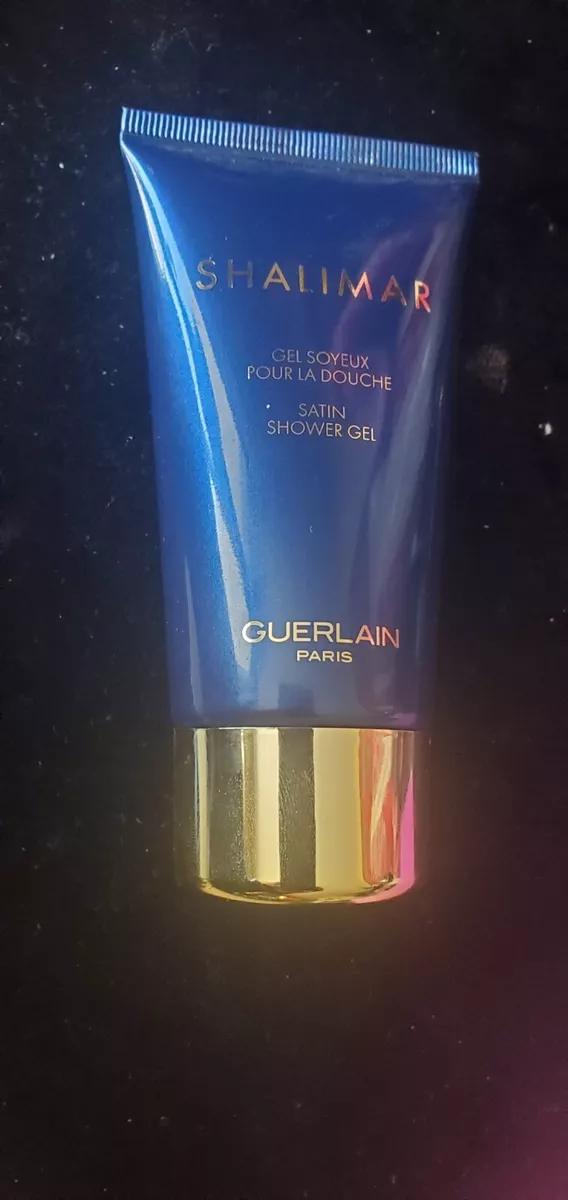 SHALIMAR
GEL SOYEUX
POUR LA DOUCHE
SATIN
SHOWER GEL
GUERLAIN
PARIS